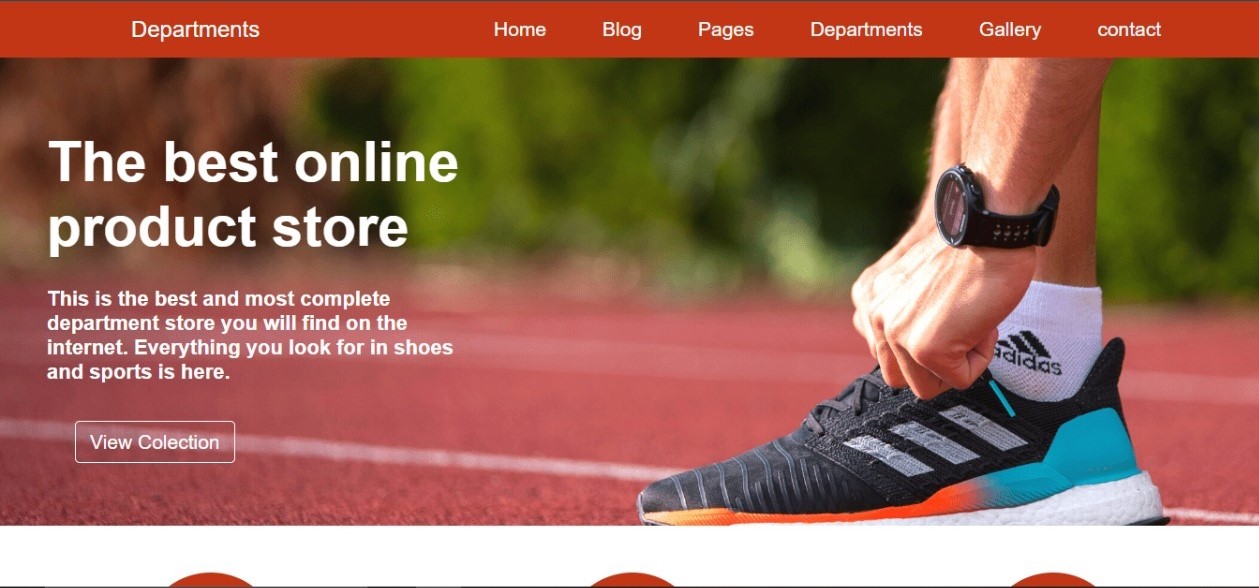 Departments
Home Blog Pages Departments Gallery contact
The best online
product store
This is the best and most complete
department store you will find on the
internet. Everything you look for in shoes
and sports is here.
View Colection
adidas